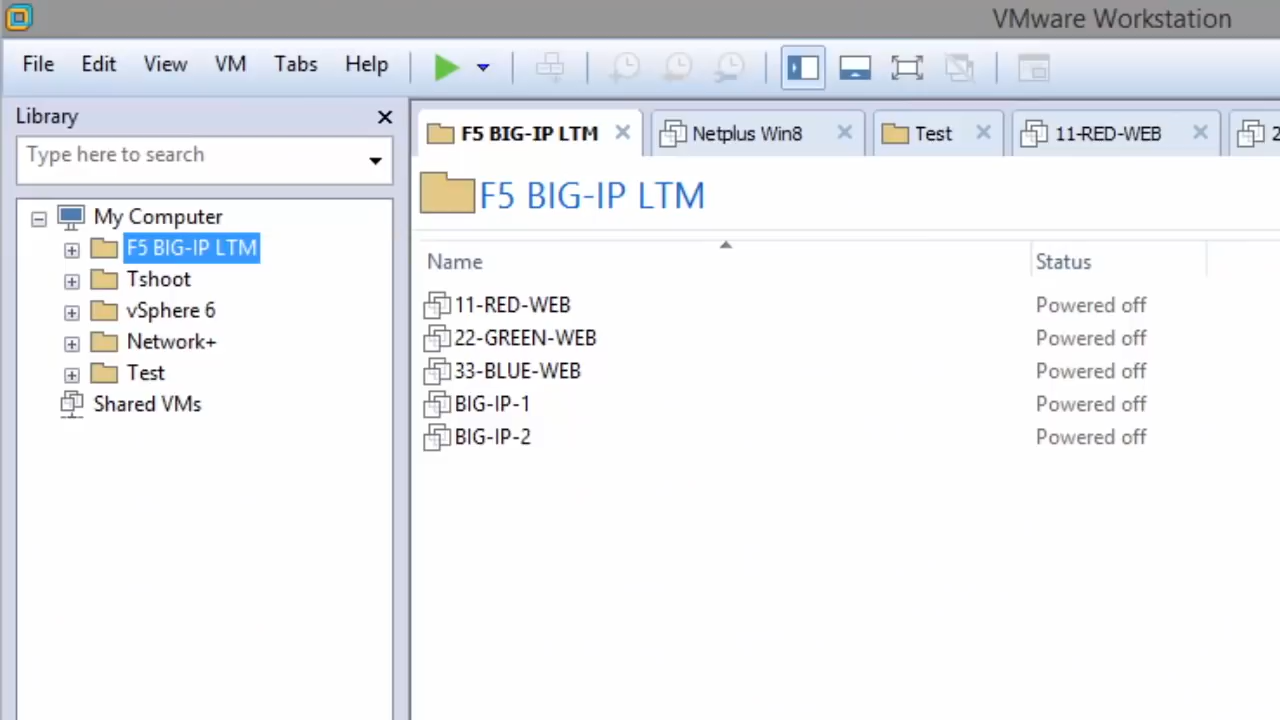 VMware Workstation
File Edit View VM Tabs Help
Library
Type here to search
My Computer
F5 BIG-IP LTM
Tshoot
vSphere 6
Network+
Test
Shared VMs
F5 BIG-IP LTM Netplus Win8 Test 11-RED-WEB 2
F5 BIG-IP LTM
Name Status
11-RED-WEB Powered off
22-GREEN-WEB Powered off
33-BLUE-WEB Powered off
BIG-IP-1 Powered off
BIG-IP-2 Powered off